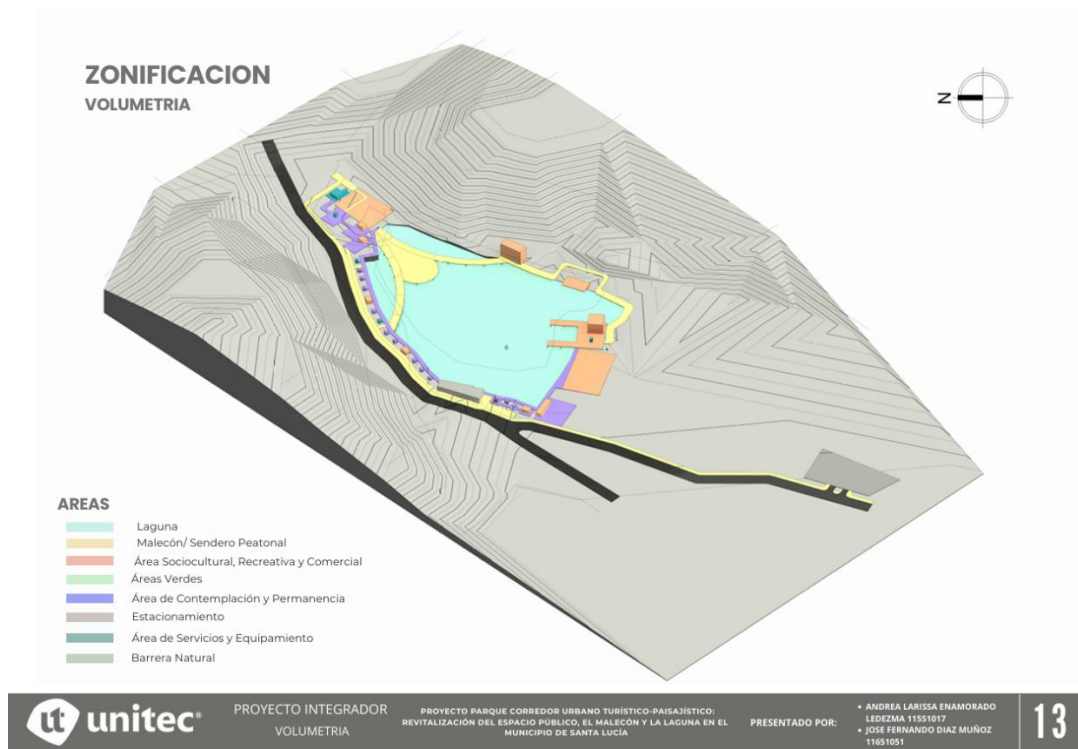 ZONIFICACION
VOLUMETRIA
N
AREAS
Laguna
Malecón/ Sendero Peatonal
Área Sociocultural, Recreativa y Comercial
Áreas Verdes
Área de Contemplación y Permanencia
Estacionamiento
Área de Servicios y Equipamiento
Barrera Natural
ut unitec®
PROYECTO INTEGRADOR
VOLUMETRIA
PROYECTO PARQUE CORREDOR URBANO TURÍSTICO-PAISAJÍSTICO:
REVITALIZACIÓN DEL ESPACIO PÚBLICO, EL MALECÓN Y LA LAGUNA EN EL
MUNICIPIO DE SANTA LUCÍA
PRESENTADO POR:
• ANDREA LARISSA ENAMORADO
LEDEZMA 11551017
• JOSE FERNANDO DIAZ MUÑOZ
11651051
13